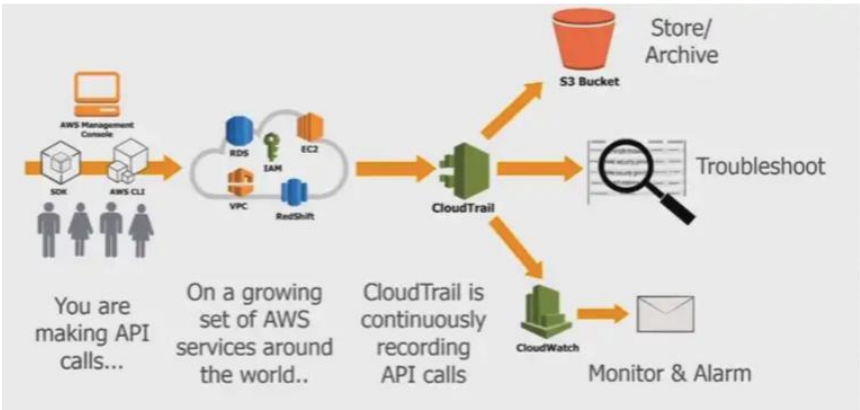 Store/
Archive
S3 Bucket
AWS Management
Console
SDK
AWS CLI
RDS
IAM
EC2
VPC
RedShift
CloudTrail
Troubleshoot
You are
making API
calls...
On a growing
set of AWS
services around
the world..
CloudTrail is
continuously
recording
API calls
CloudWatch
Monitor & Alarm